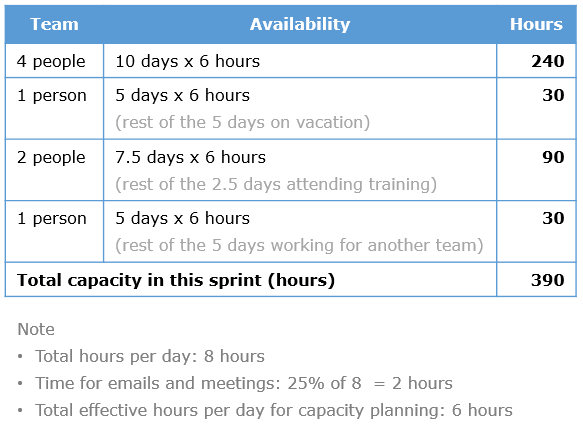 Team Availability Hours
4 people 10 days x 6 hours 240
1 person 5 days x 6 hours 30
(rest of the 5 days on vacation)
2 people 7.5 days x 6 hours 90
(rest of the 2.5 days attending training)
1 person 5 days x 6 hours 30
(rest of the 5 days working for another team)
Total capacity in this sprint (hours) 390
Note
• Total hours per day: 8 hours
• Time for emails and meetings: 25% of 8  = 2 hours
• Total effective hours per day for capacity planning: 6 hours